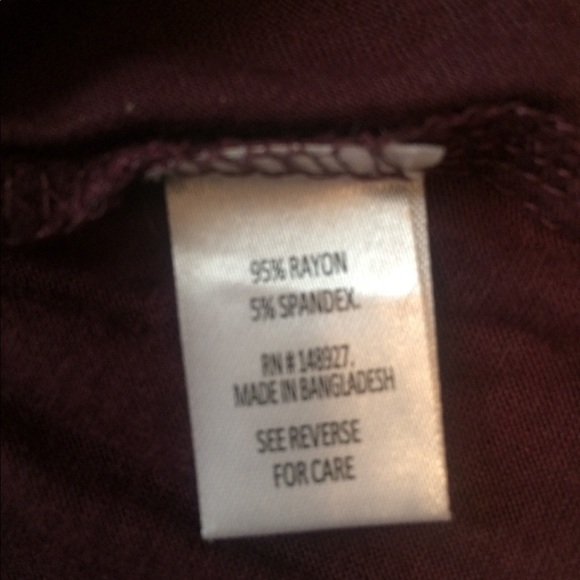 95% RAYON
5% SPANDEX.
RN # 148927.
MADE IN BANGLADESH
SEE REVERSE
FOR CARE